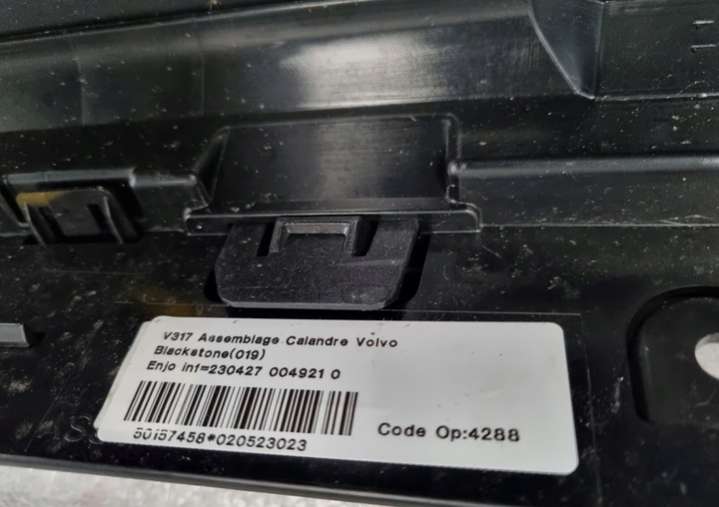 V317 Assemblage Calandre Volvo
Blackstone(019)
Enjo inf=230427 004921 0
50157458*020523023
Code Op:4288